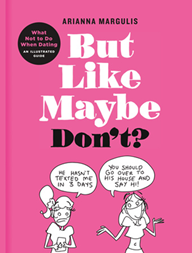 ARIANNA MARGULIS
What
Not to Do
When Dating
AN ILLUSTRATED
GUIDE
But
Like
Maybe
Don't?
HE HASN'T
TEXTED ME
IN 3 DAYS
YOU SHOULD
GO OVER TO
HIS HOUSE AND
SAY HI!